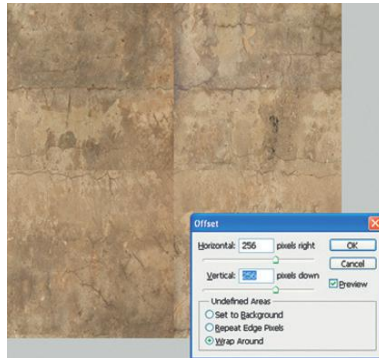 Offset
Horizontal: 256 pixels right OK
Cancel
Vertical: 256 pixels down
Preview
Undefined Areas
Set to Background
Repeat Edge Pixels
Wrap Around